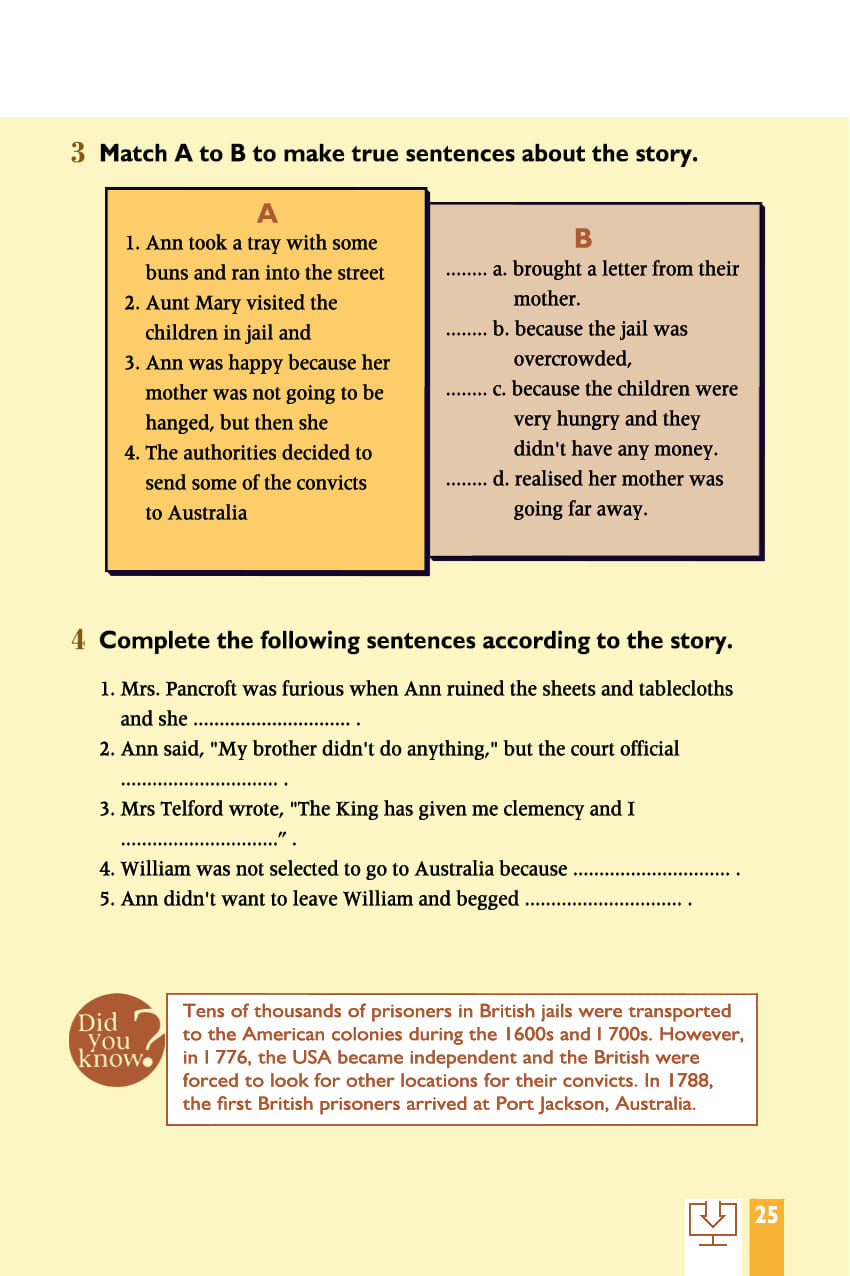 3 Match A to B to make true sentences about the story.
A
1. Ann took a tray with some
buns and ran into the street
2. Aunt Mary visited the
children in jail and
3. Ann was happy because her
mother was not going to be
hanged, but then she
4. The authorities decided to
send some of the convicts
to Australia
B
........ a. brought a letter from their
mother.
........ b. because the jail was
overcrowded,
........ c. because the children were
very hungry and they
didn't have any money.
........ d. realised her mother was
going far away.
4 Complete the following sentences according to the story.
1. Mrs. Pancroft was furious when Ann ruined the sheets and tablecloths
and she .............................. .
2. Ann said, "My brother didn't do anything," but the court official
.............................. .
3. Mrs Telford wrote, "The King has given me clemency and I
..............................” .
4. William was not selected to go to Australia because .............................. .
5. Ann didn't want to leave William and begged .............................. .
Did
you
know?
Tens of thousands of prisoners in British jails were transported
to the American colonies during the 1600s and I 700s. However,
in I 776, the USA became independent and the British were
forced to look for other locations for their convicts. In 1788,
the first British prisoners arrived at Port Jackson, Australia.
25